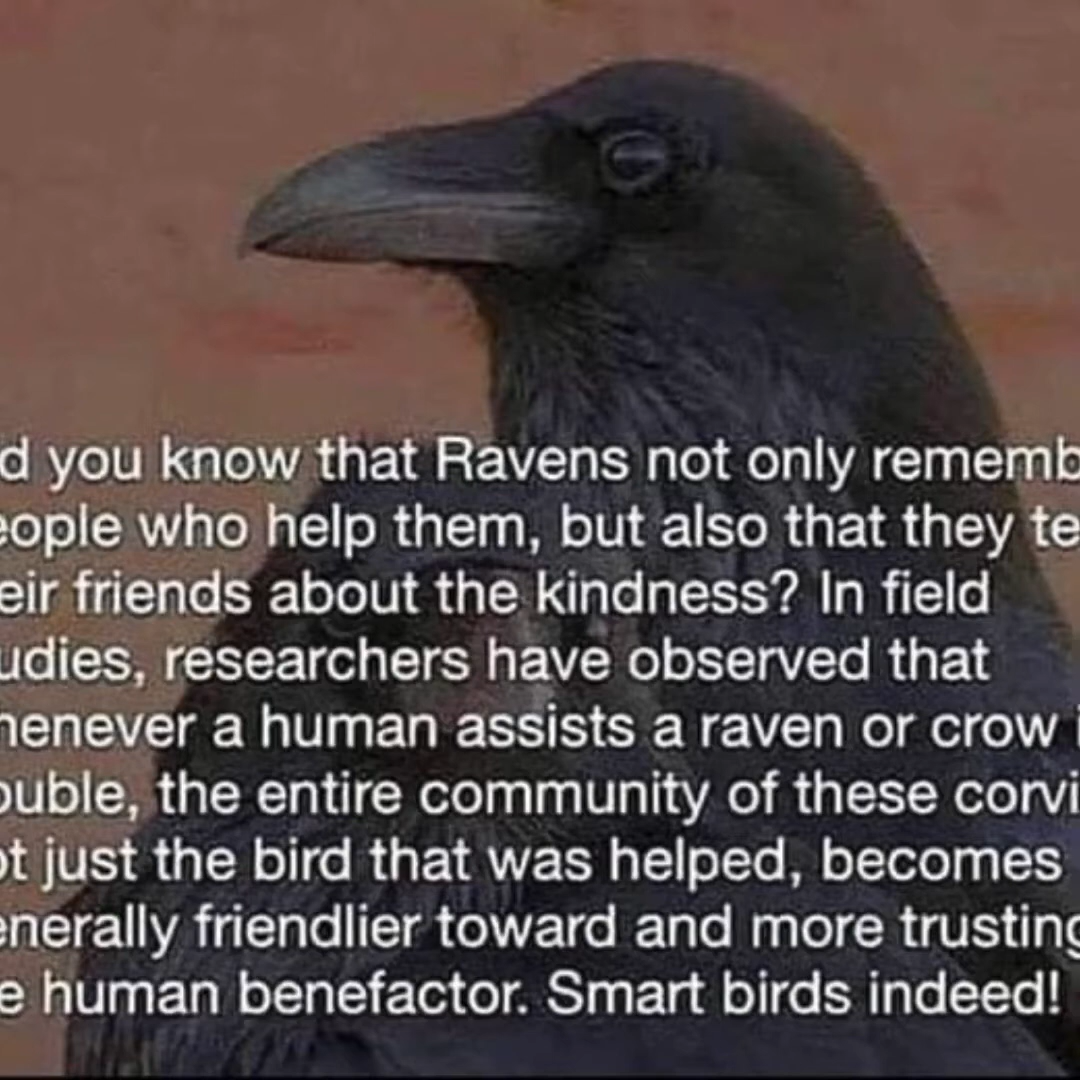 d you know that Ravens not only rememb
eople who help them, but also that they te
eir friends about the kindness? In field
udies, researchers have observed that
henever a human assists a raven or crow i
ouble, the entire community of these corvi
ot just the bird that was helped, becomes
enerally friendlier toward and more trusting
e human benefactor. Smart birds indeed!